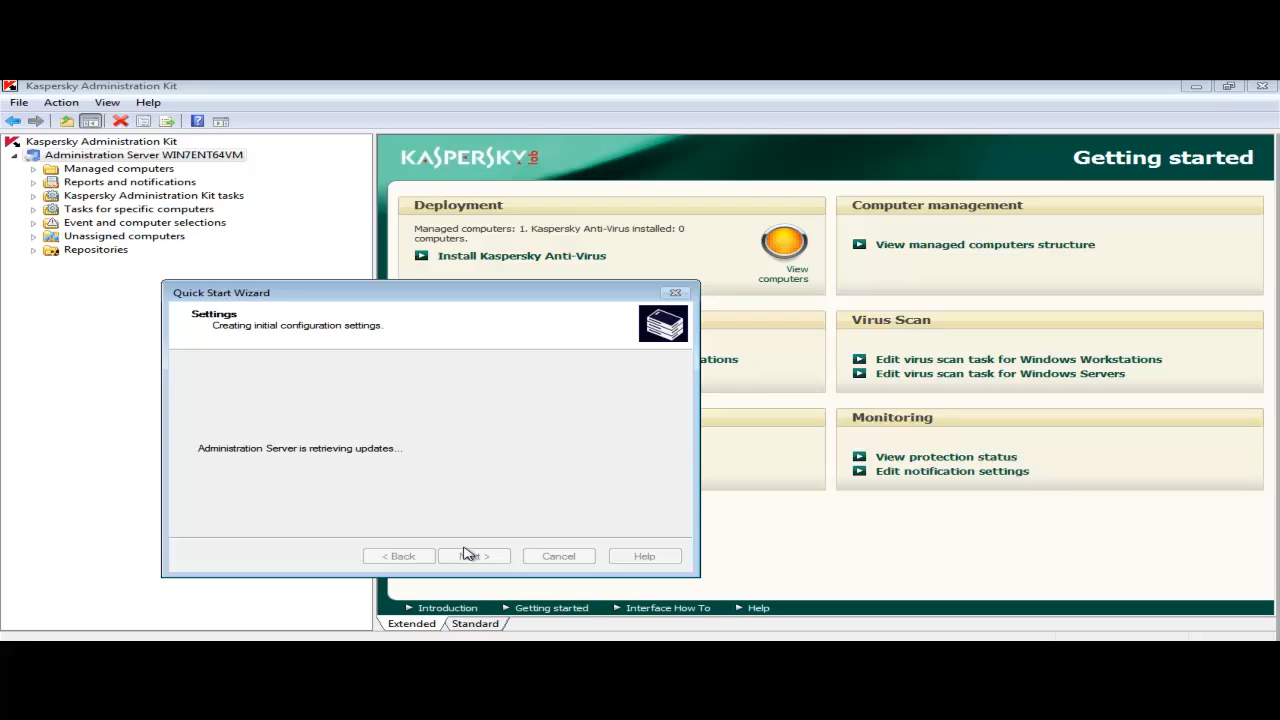 Kaspersky Administration Kit
File Action View Help
Kaspersky Administration Kit
Administration Server WIN7ENT64VM
Managed computers
Reports and notifications
Kaspersky Administration Kit tasks
Tasks for specific computers
Event and computer selections
Unassigned computers
Repositories
KASPERSKY lab
Getting started
Deployment
Managed computers: 1. Kaspersky Anti-Virus installed: 0
computers.
Install Kaspersky Anti-Virus
View
computers
Computer management
View managed computers structure
ations
Virus Scan
Edit virus scan task for Windows Workstations
Edit virus scan task for Windows Servers
Monitoring
View protection status
Edit notification settings
Quick Start Wizard
Settings
Creating initial configuration settings.
Administration Server is retrieving updates...
< Back >
Cancel Help
Introduction Getting started Interface How To Help
Extended Standard